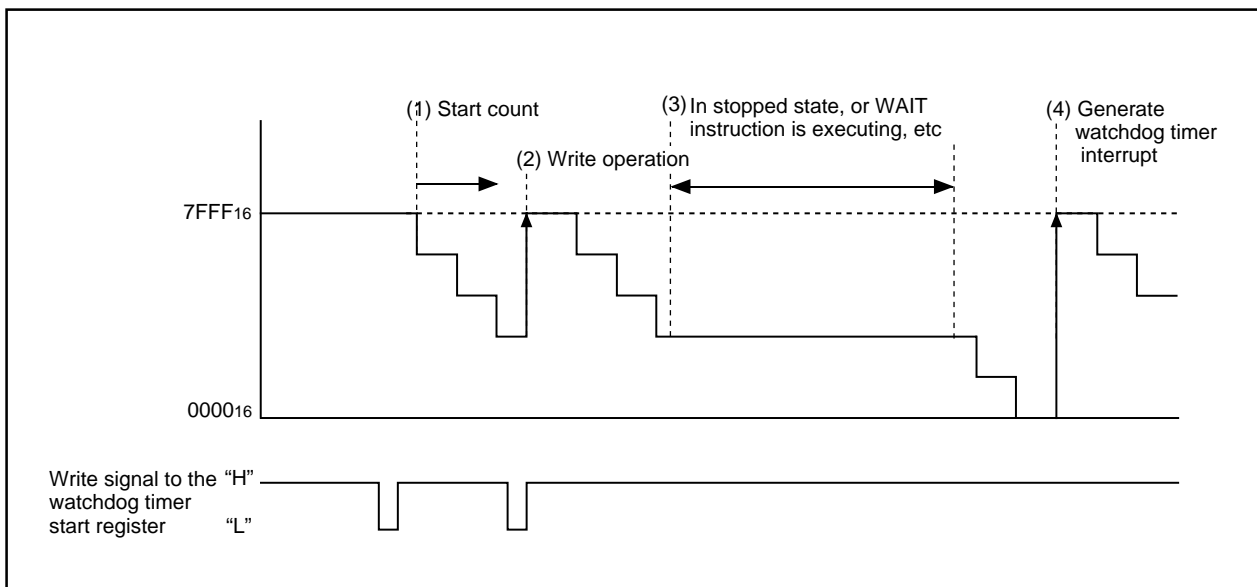 (1) Start count
(2) Write operation
(3) In stopped state, or WAIT
instruction is executing, etc
(4) Generate
watchdog timer
interrupt
7FFF16
000016
Write signal to the “H”
watchdog timer
start register “L”